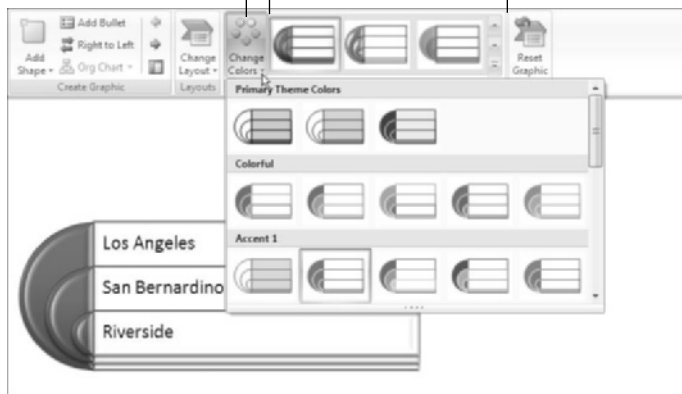 Add Bullet
Right to Left
Add Shape
Org Chart
Create Graphic
Change Layout
Layouts
Change Colors
Reset Graphic
Primary Theme Colors
Colorful
Accent 1
Los Angeles
San Bernardino
Riverside